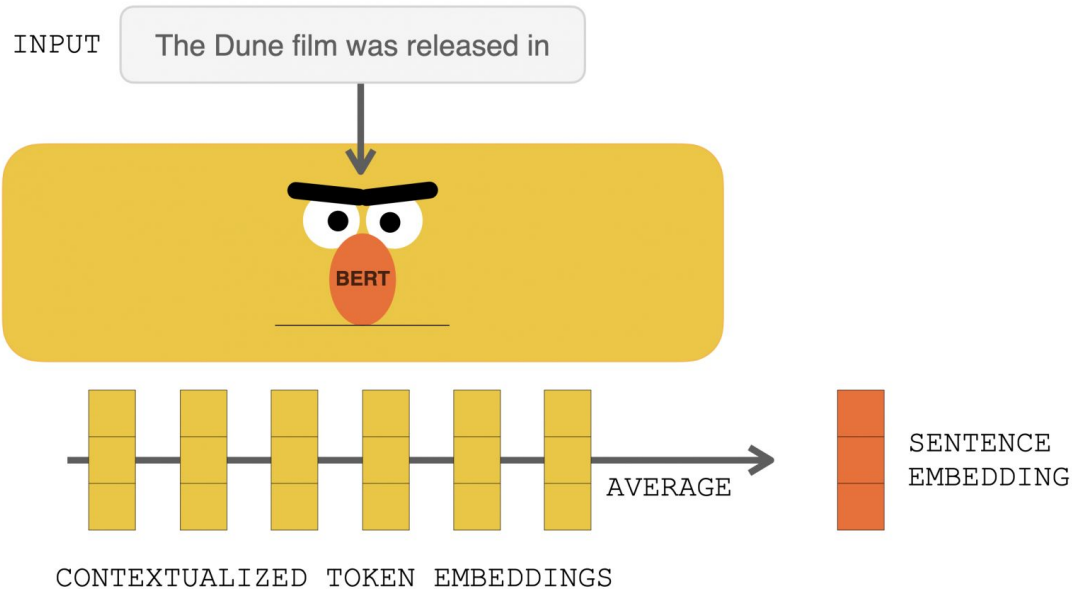 INPUT
The Dune film was released in
BERT
AVERAGE
SENTENCE
EMBEDDING
CONTEXTUALIZED TOKEN EMBEDDINGS